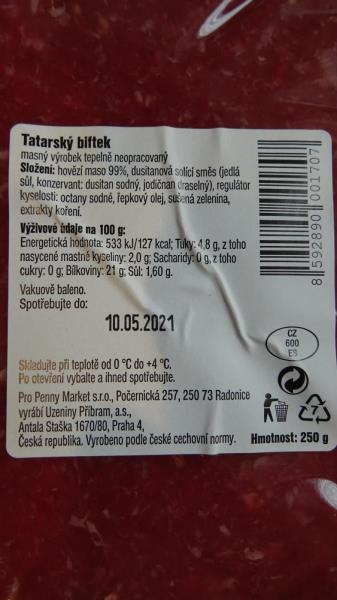 Tatarský biftek
masný výrobek tepelně neopracovaný
Složení: hovězí maso 99%, dusitanová solící směs (jedlá
sůl, konzervant: dusitan sodný, jodičnan draselný), regulátor
kyselosti: octany sodné, řepkový olej, sušená zelenina,
extrakty koření.
Výživové údaje na 100 g:
Energetická hodnota: 533 kJ/127 kcal; Tuky: 4,8 g, z toho
nasycené mastné kyseliny: 2,0 g; Sacharidy: 0 g, z toho
cukry: 0 g; Bílkoviny: 21 g; Sůl: 1,60 g.
Vakuově baleno.
Spotřebujte do:
10.05.2021
Skladujte při teplotě od 0 °C do +4 °C.
Po otevření vybalte a ihned spotřebujte.
Pro Penny Market s.r.o., Počernická 257, 250 73 Radonice
vyrábí Uzeniny Příbram, a.s.,
Antala Staška 1670/80, Praha 4,
Česká republika. Vyrobeno podle české cechovní normy.
Hmotnost: 250 g
8 592890 001707
CZ
600
ES
7